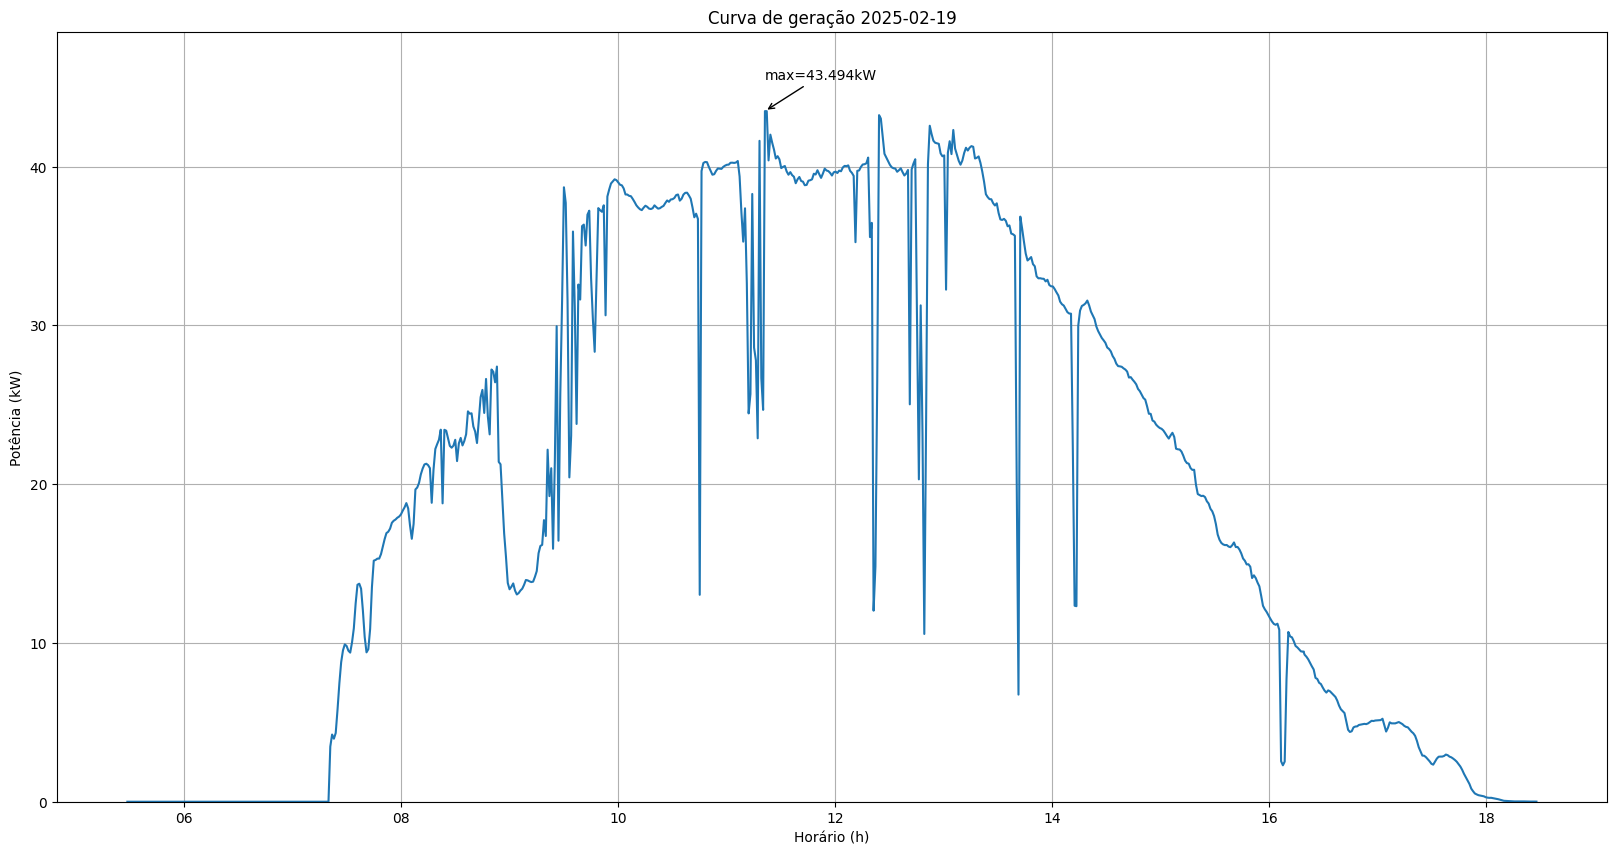 Curva de geração 2025-02-19
max=43.494kW
Potência (kW)
40
30
20
10
0
06 08 10 12 14 16 18
Horário (h)